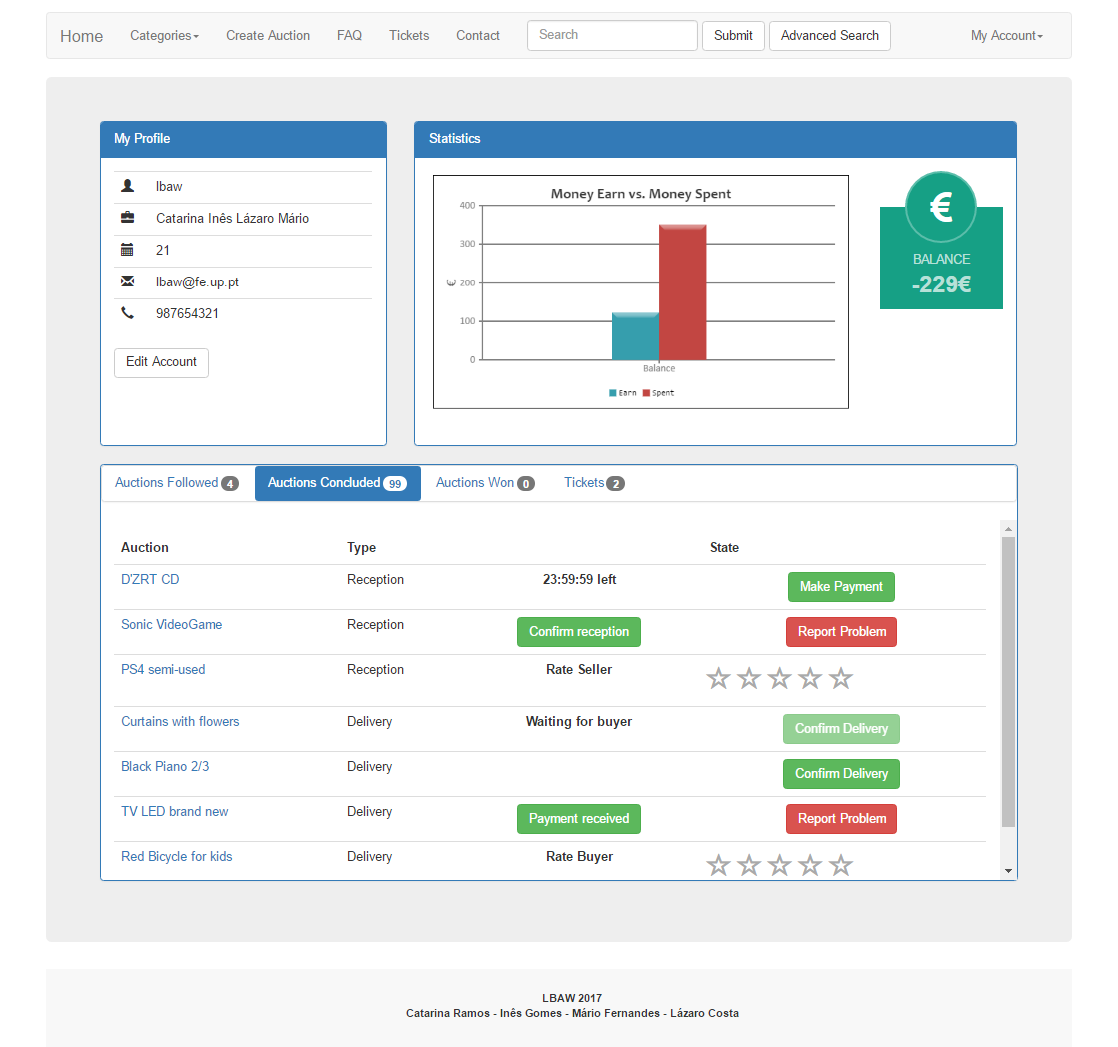 Home Categories Create Auction FAQ Tickets Contact Search Submit Advanced Search My Account
My Profile
lbaw
Catarina Inês Lázaro Mário
21
lbaw@fe.up.pt
987654321
Edit Account
Statistics
Money Earn vs. Money Spent
400
300
€ 200
100
0
Balance
Earn Spent
€
BALANCE
-229€
Auctions Followed 4 Auctions Concluded 99 Auctions Won 0 Tickets 2
Auction Type State
D'ZRT CD Reception 23:59:59 left Make Payment
Sonic VideoGame Reception Confirm reception Report Problem
PS4 semi-used Reception Rate Seller
Curtains with flowers Delivery Waiting for buyer Confirm Delivery
Black Piano 2/3 Delivery Confirm Delivery
TV LED brand new Delivery Payment received Report Problem
Red Bicycle for kids Delivery Rate Buyer
LBAW 2017
Catarina Ramos - Inês Gomes - Mário Fernandes - Lázaro Costa